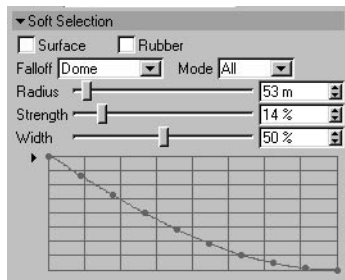 Soft Selection
Surface Rubber
Falloff Dome Mode All
Radius 53 m
Strength 14 %
Width 50 %